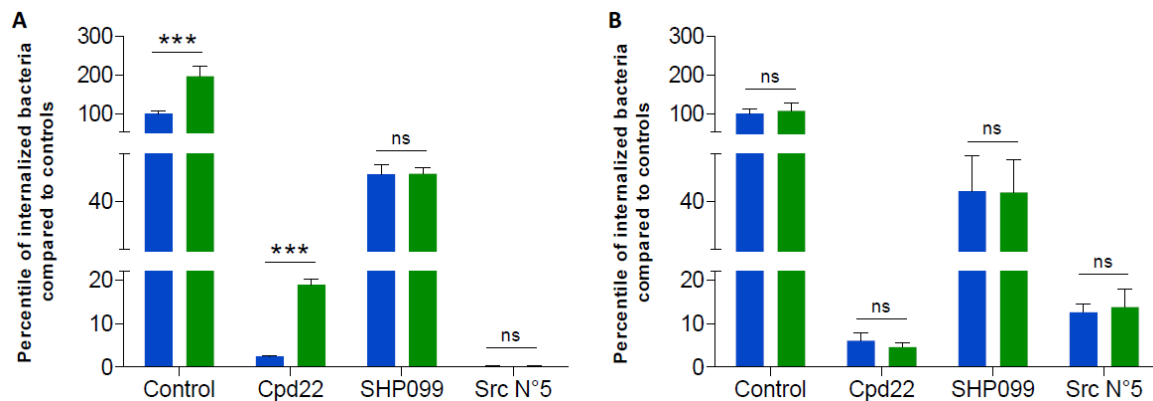 A
Percentile of internalized bacteria
compared to controls
300
200
100
40
20
10
0
***
***
ns
ns
Control
Cpd22
SHP099
Src N°5
B
Percentile of internalized bacteria
compared to controls
300
200
100
40
20
10
0
ns
ns
ns
ns
Control
Cpd22
SHP099
Src N°5